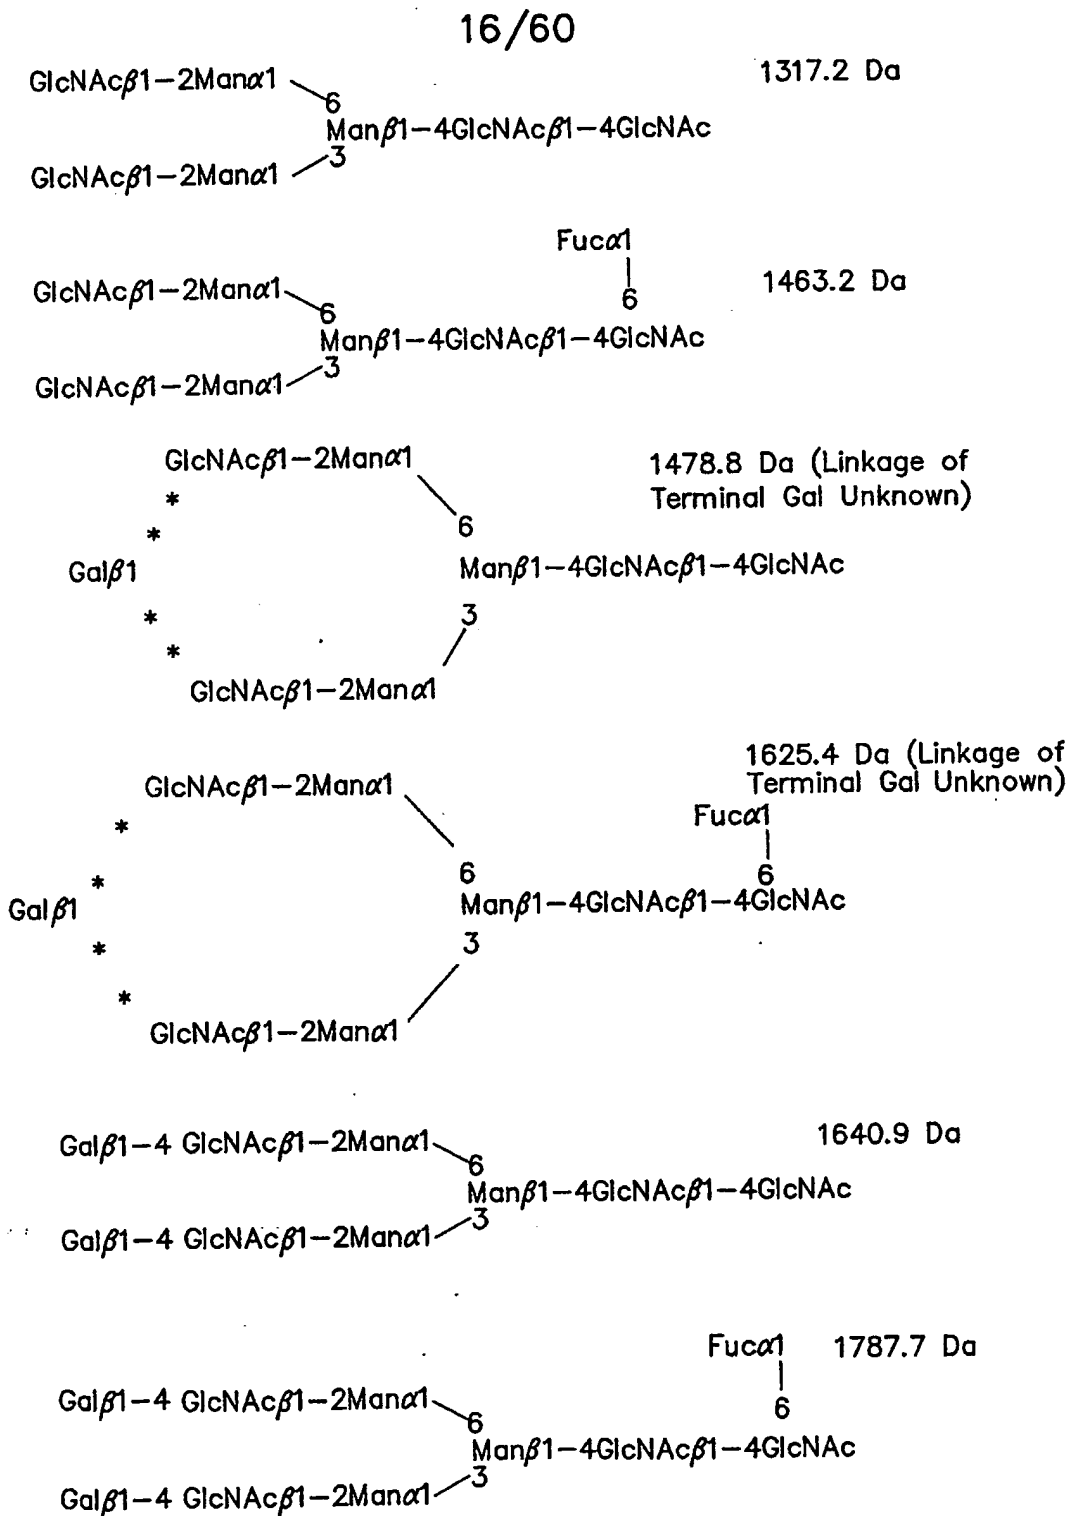 16/60
GlcNAcβ1-2Manα1
1317.2 Da
6
Manβ1-4GlcNAcβ1-4GlcNAc
3
GlcNAcβ1-2Manα1
Fucα1
GlcNAcβ1-2Manα1
1463.2 Da
6
6
Manβ1-4GlcNAcβ1-4GlcNAc
3
GlcNAcβ1-2Manα1
GlcNAcβ1-2Manα1
1478.8 Da (Linkage of
Terminal Gal Unknown)
*
6
*
Galβ1
Manβ1-4GlcNAcβ1-4GlcNAc
*
3
*
GlcNAcβ1-2Manα1
1625.4 Da (Linkage of
Terminal Gal Unknown)
GlcNAcβ1-2Manα1
Fucα1
*
6
6
*
Galβ1
Manβ1-4GlcNAcβ1-4GlcNAc
*
3
*
GlcNAcβ1-2Manα1
Galβ1-4 GlcNAcβ1-2Manα1
1640.9 Da
6
Manβ1-4GlcNAcβ1-4GlcNAc
3
Galβ1-4 GlcNAcβ1-2Manα1
Fucα1 1787.7 Da
Galβ1-4 GlcNAcβ1-2Manα1
6
6
Manβ1-4GlcNAcβ1-4GlcNAc
3
Galβ1-4 GlcNAcβ1-2Manα1